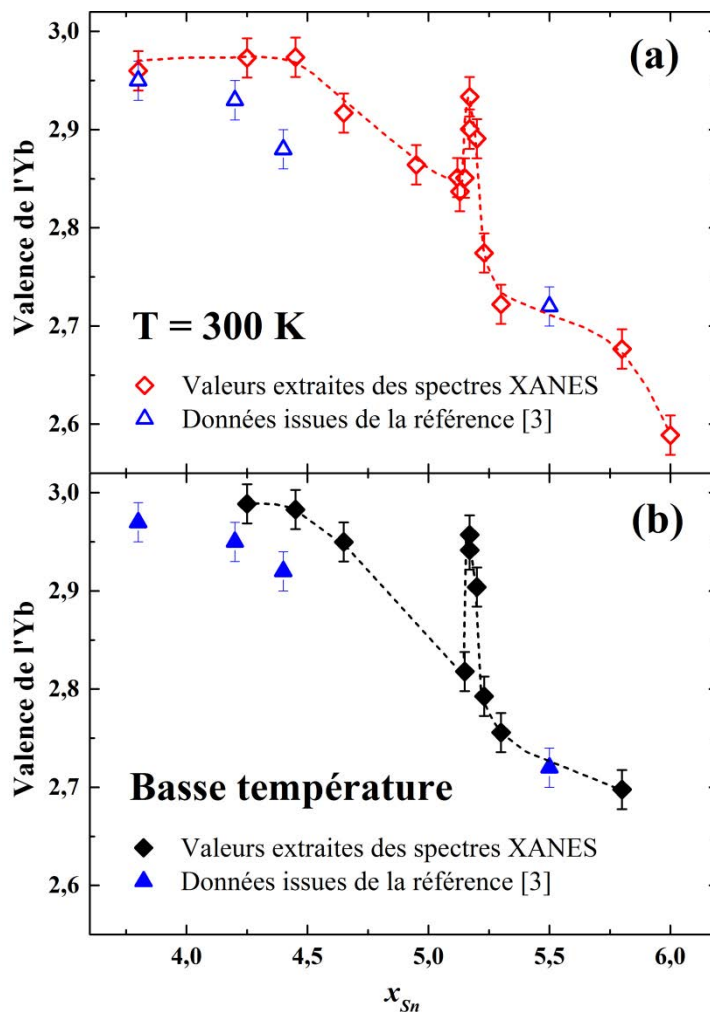 3,0
(a)
2,9
2,8
Valence de l'Yb
2,7
T = 300 K
Valeurs extraites des spectres XANES
2,6
Données issues de la référence [3]
3,0
(b)
2,9
2,8
Valence de l'Yb
Basse température
2,7
Valeurs extraites des spectres XANES
2,6
Données issues de la référence [3]
4,0 4,5 5,0 5,5 6,0
x_Sn